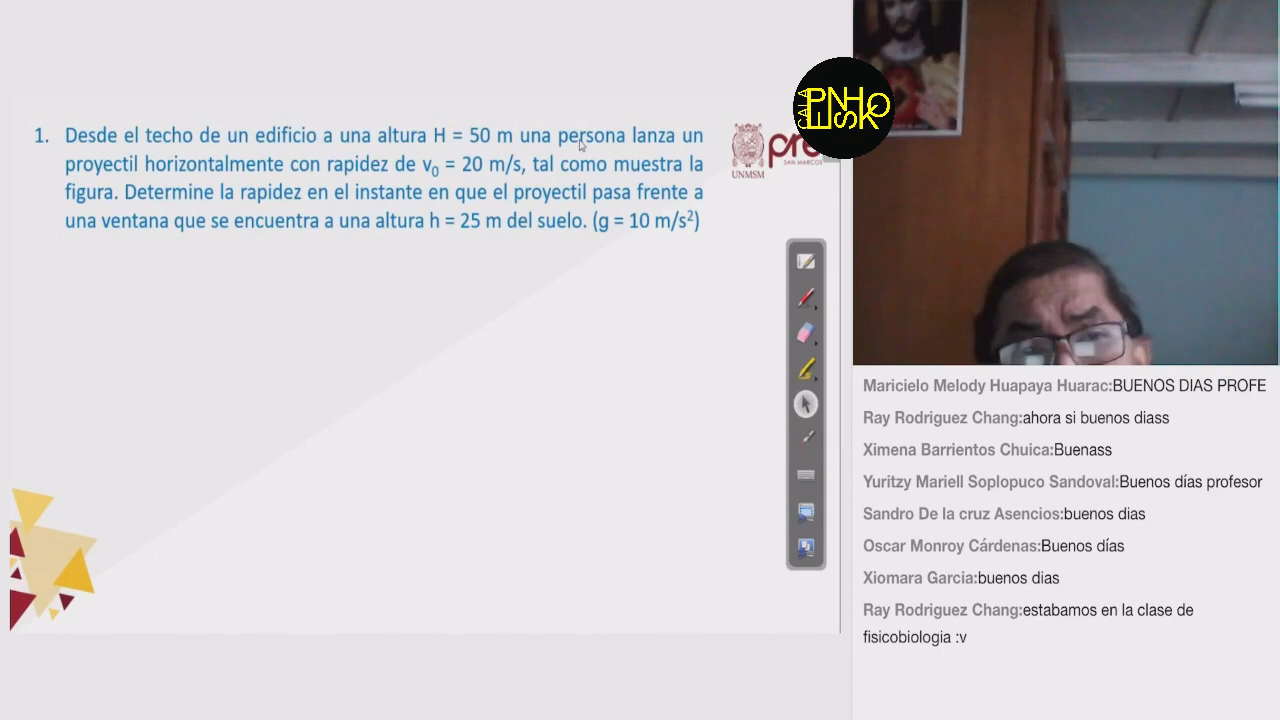 1. Desde el techo de un edificio a una altura H = 50 m una persona lanza un
proyectil horizontalmente con rapidez de v₀ = 20 m/s, tal como muestra la
figura. Determine la rapidez en el instante en que el proyectil pasa frente a
una ventana que se encuentra a una altura h = 25 m del suelo. (g = 10 m/s²)
UNMSM
pre
SAN MARCOS
Maricielo Melody Huapaya Huarac:BUENOS DIAS PROFE
Ray Rodriguez Chang:ahora si buenos diass
Ximena Barrientos Chuica:Buenass
Yuritzy Mariell Soplopuco Sandoval:Buenos días profesor
Sandro De la cruz Asencios:buenos dias
Oscar Monroy Cárdenas:Buenos días
Xiomara Garcia:buenos dias
Ray Rodriguez Chang:estabamos en la clase de
fisicobiologia :v